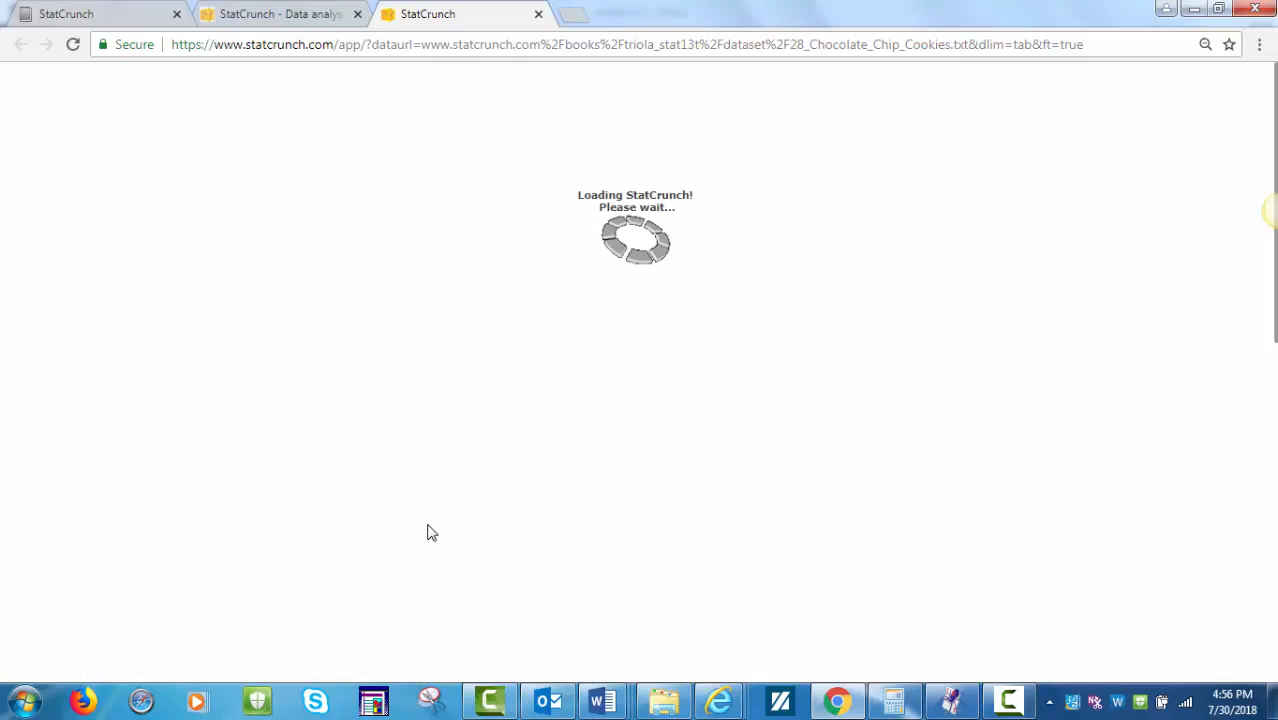 StatCrunch
StatCrunch - Data analys
StatCrunch
Secure
https://www.statcrunch.com/app/?dataurl=www.statcrunch.com%2Fbooks%2Ftriola_stat13t%2Fdataset%2F28_Chocolate_Chip_Cookies.txt&dlim=tab&ft=true
Loading StatCrunch!
Please wait...
4:56 PM
7/30/2018